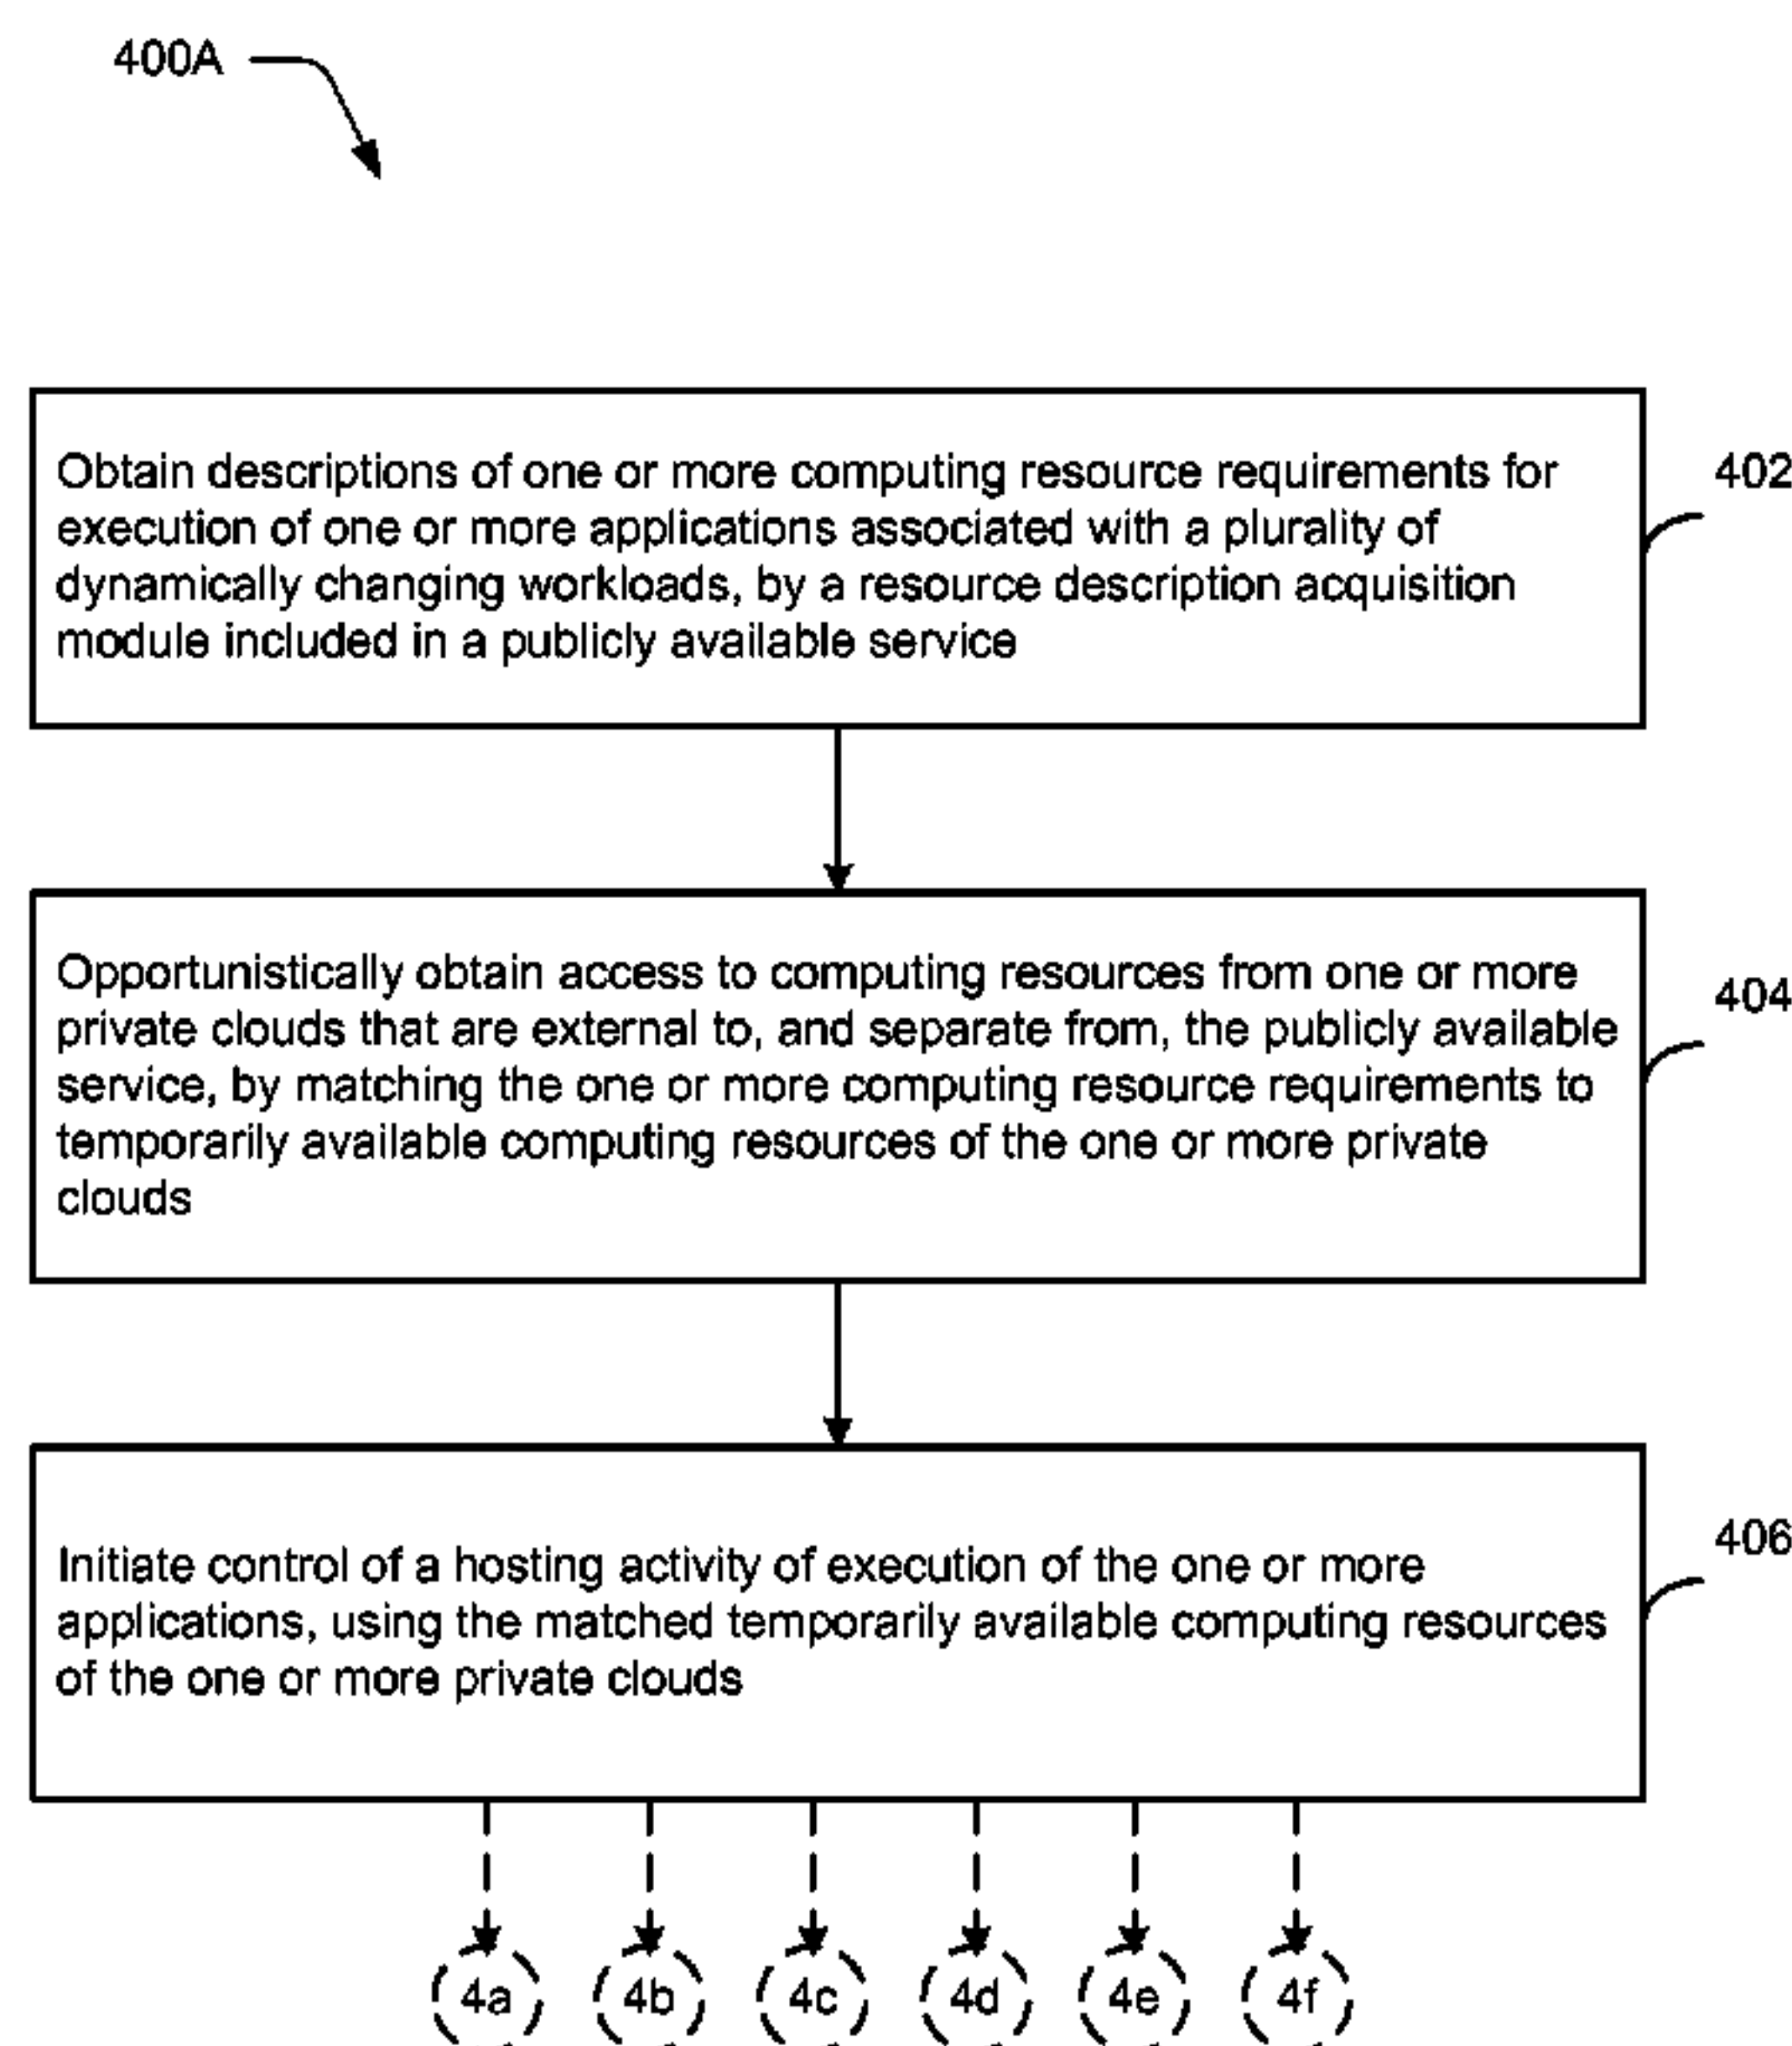 400A
Obtain descriptions of one or more computing resource requirements for
execution of one or more applications associated with a plurality of
dynamically changing workloads, by a resource description acquisition
module included in a publicly available service
402
Opportunistically obtain access to computing resources from one or more
private clouds that are external to, and separate from, the publicly available
service, by matching the one or more computing resource requirements to
temporarily available computing resources of the one or more private
clouds
404
Initiate control of a hosting activity of execution of the one or more
applications, using the matched temporarily available computing resources
of the one or more private clouds
406
4a 4b 4c 4d 4e 4f